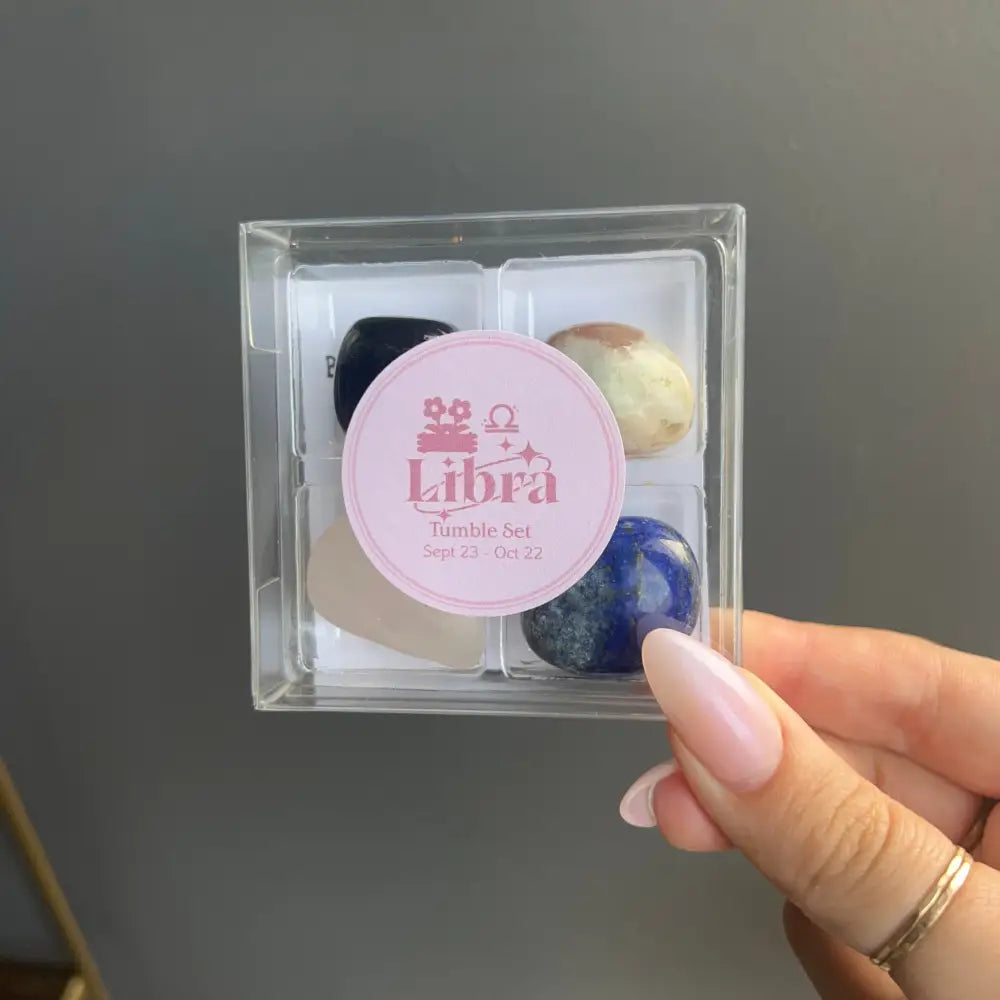 Libra
Tumble Set
Sept 23 - Oct 22